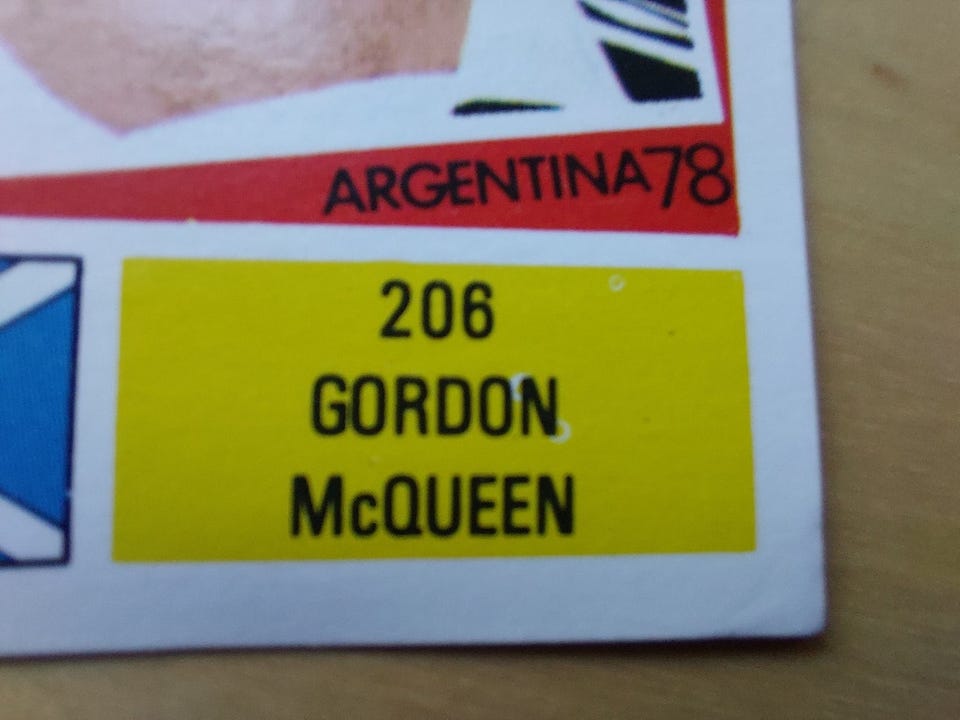 ARGENTINA78
206
GORDON
McQUEEN